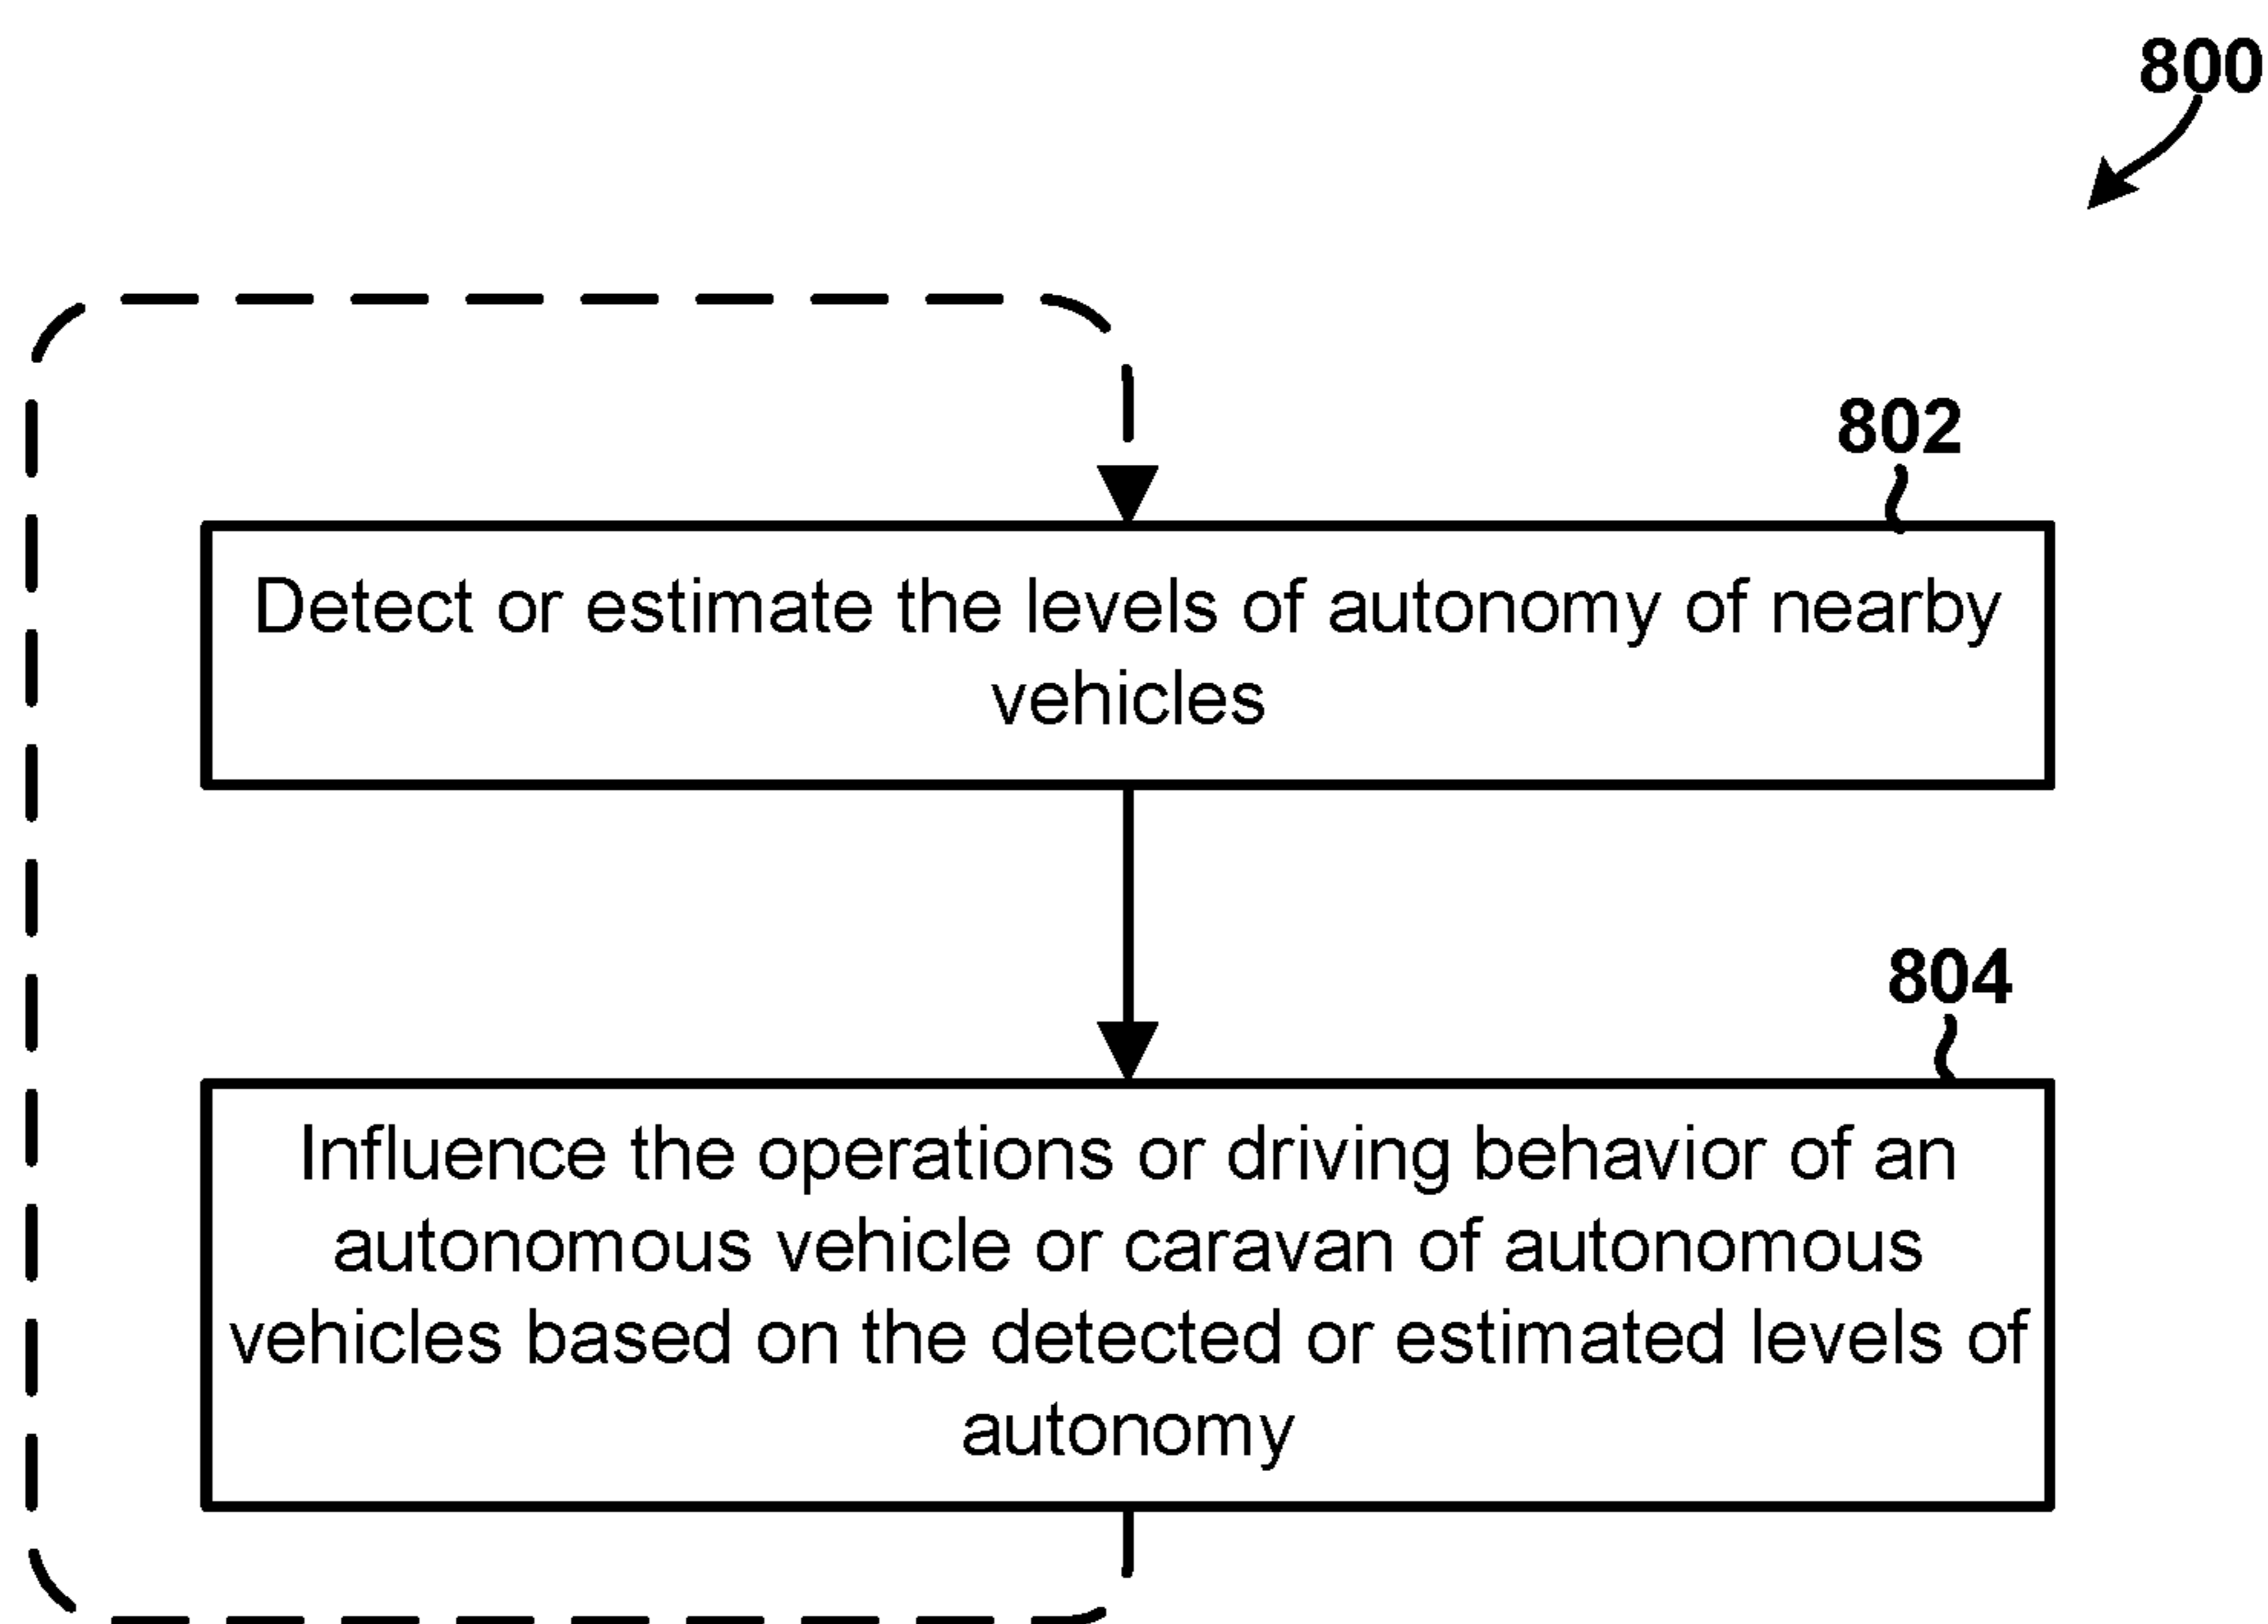 800
802
Detect or estimate the levels of autonomy of nearby
vehicles
804
Influence the operations or driving behavior of an
autonomous vehicle or caravan of autonomous
vehicles based on the detected or estimated levels of
autonomy